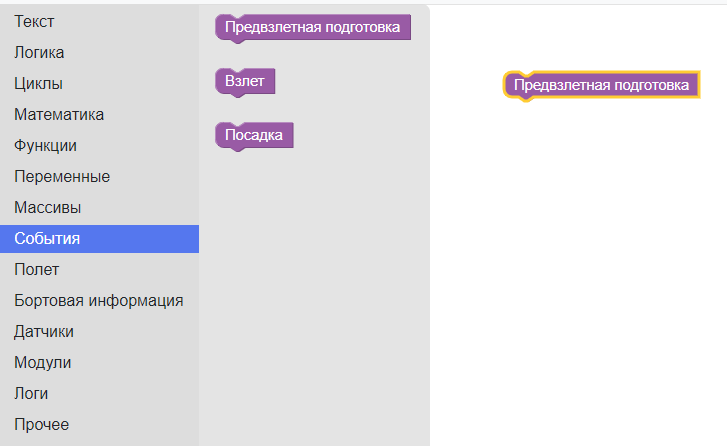 Текст
Логика
Циклы
Математика
Функции
Переменные
Массивы
События
Полет
Бортовая информация
Датчики
Модули
Логи
Прочее
Предвзлетная подготовка
Взлет
Посадка
Предвзлетная подготовка